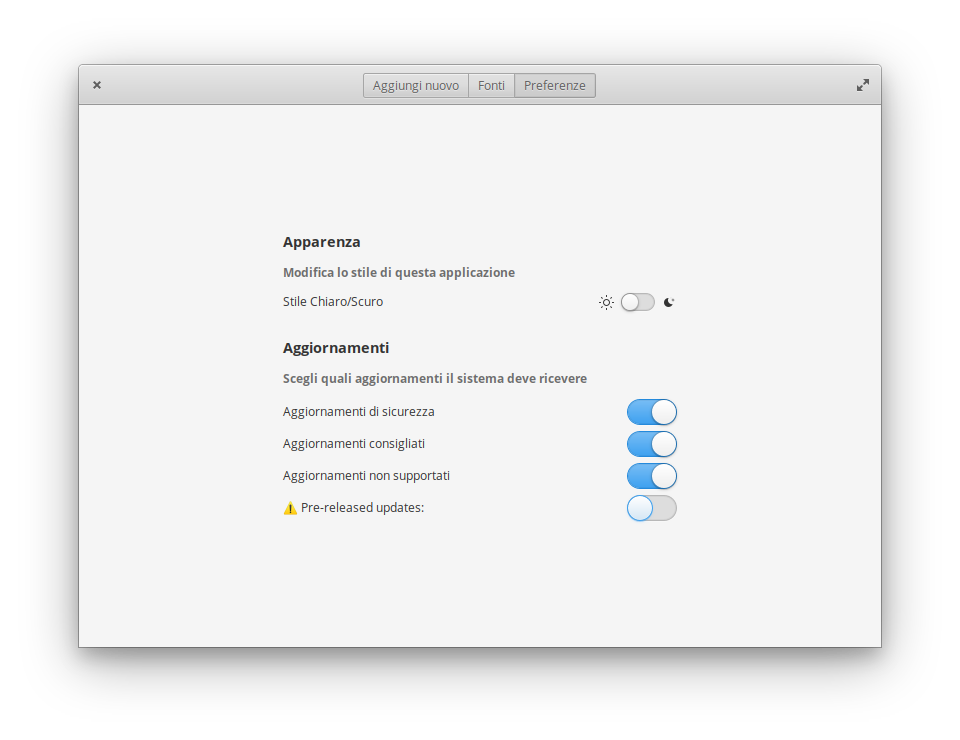 Aggiungi nuovo Fonti Preferenze
Apparenza
Modifica lo stile di questa applicazione
Stile Chiaro/Scuro
Aggiornamenti
Scegli quali aggiornamenti il sistema deve ricevere
Aggiornamenti di sicurezza
Aggiornamenti consigliati
Aggiornamenti non supportati
Pre-released updates: